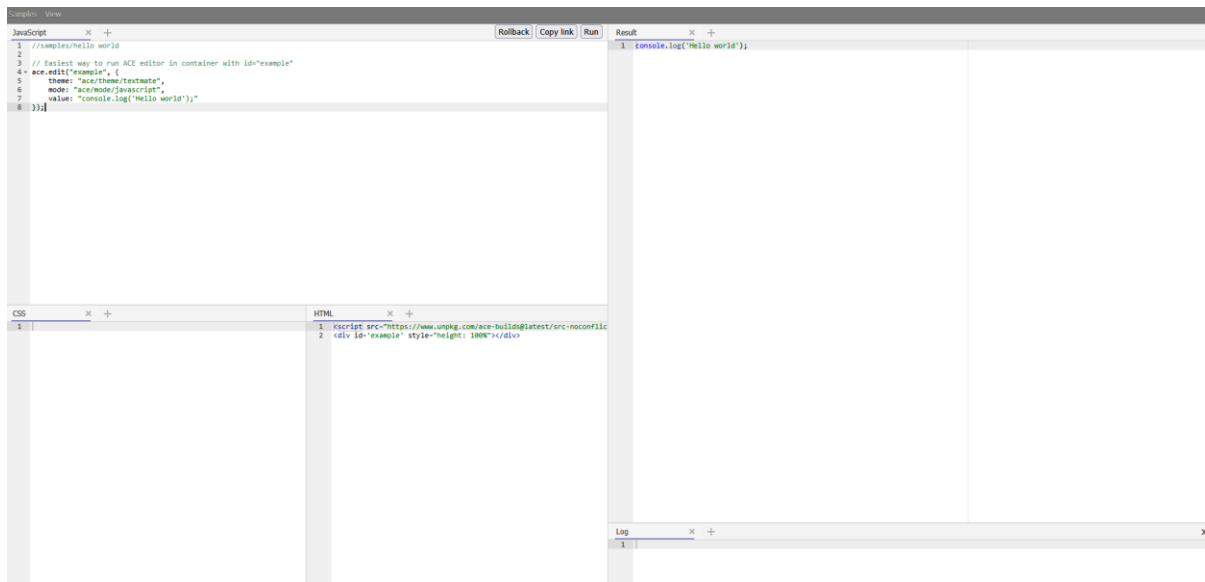 Samples View
JavaScript × +
Rollback Copy link Run
1 //samples/hello world
2
3 // Easiest way to run ACE editor in container with id="example"
4 ace.edit("example", {
5 theme: "ace/theme/textmate",
6 mode: "ace/mode/javascript",
7 value: "console.log('Hello world');"
8 });
CSS × +
1
HTML × +
1 <script src="https://www.unpkg.com/ace-builds@latest/src-noconflic
2 <div id='example' style="height: 100%"></div>
Result × +
1 console.log('Hello world');
Log × +
1